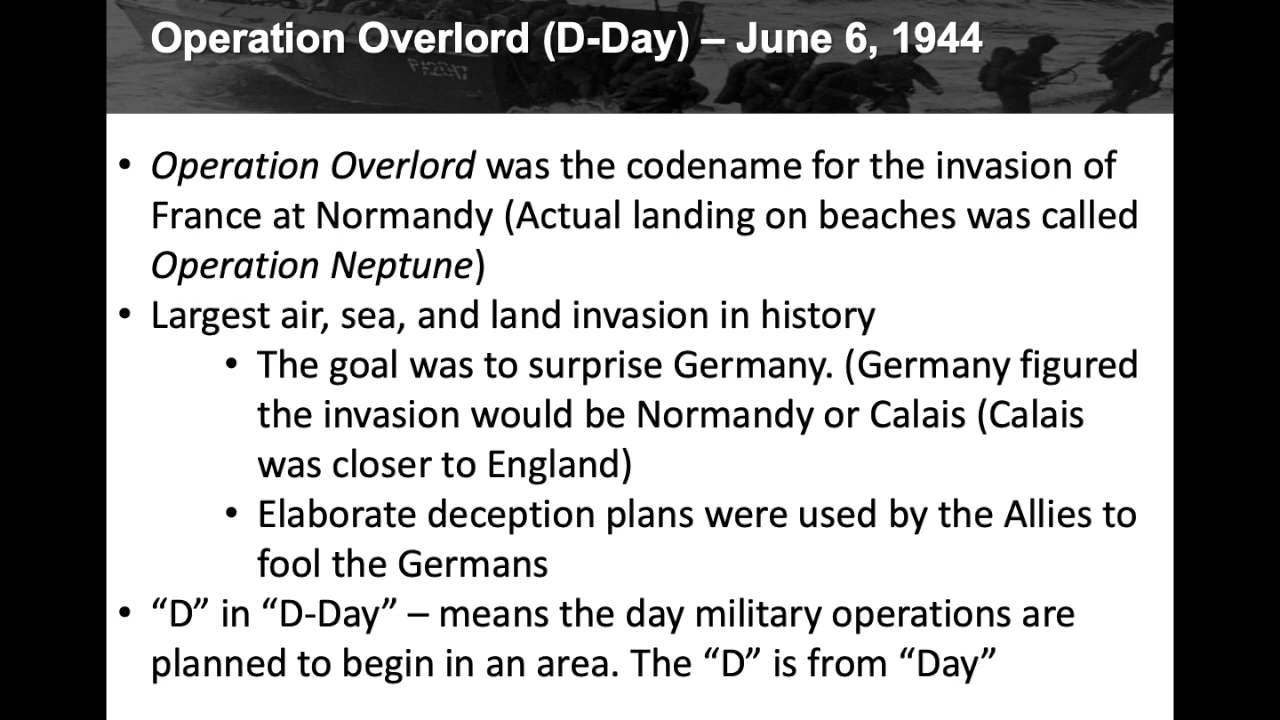 Operation Overlord (D-Day) – June 6, 1944
• Operation Overlord was the codename for the invasion of
France at Normandy (Actual landing on beaches was called
Operation Neptune)
• Largest air, sea, and land invasion in history
• The goal was to surprise Germany. (Germany figured
the invasion would be Normandy or Calais (Calais
was closer to England)
• Elaborate deception plans were used by the Allies to
fool the Germans
• “D” in “D-Day” – means the day military operations are
planned to begin in an area. The “D” is from “Day”